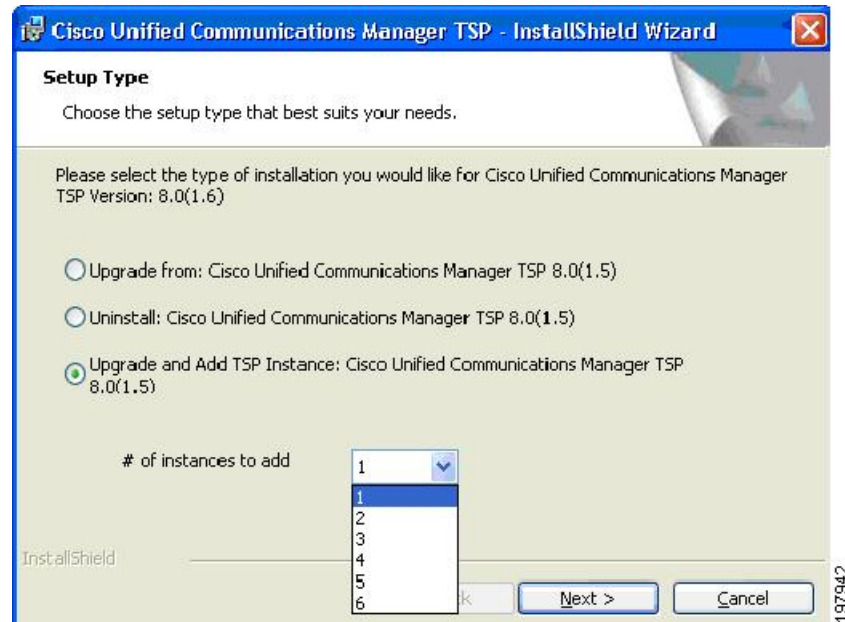 Cisco Unified Communications Manager TSP - InstallShield Wizard
Setup Type
Choose the setup type that best suits your needs.
Please select the type of installation you would like for Cisco Unified Communications Manager
TSP Version: 8.0(1.6)
Upgrade from: Cisco Unified Communications Manager TSP 8.0(1.5)
Uninstall: Cisco Unified Communications Manager TSP 8.0(1.5)
Upgrade and Add TSP Instance: Cisco Unified Communications Manager TSP
8.0(1.5)
# of instances to add
1
1
2
3
4
5
6
InstallShield
k
Next >
Cancel
197942